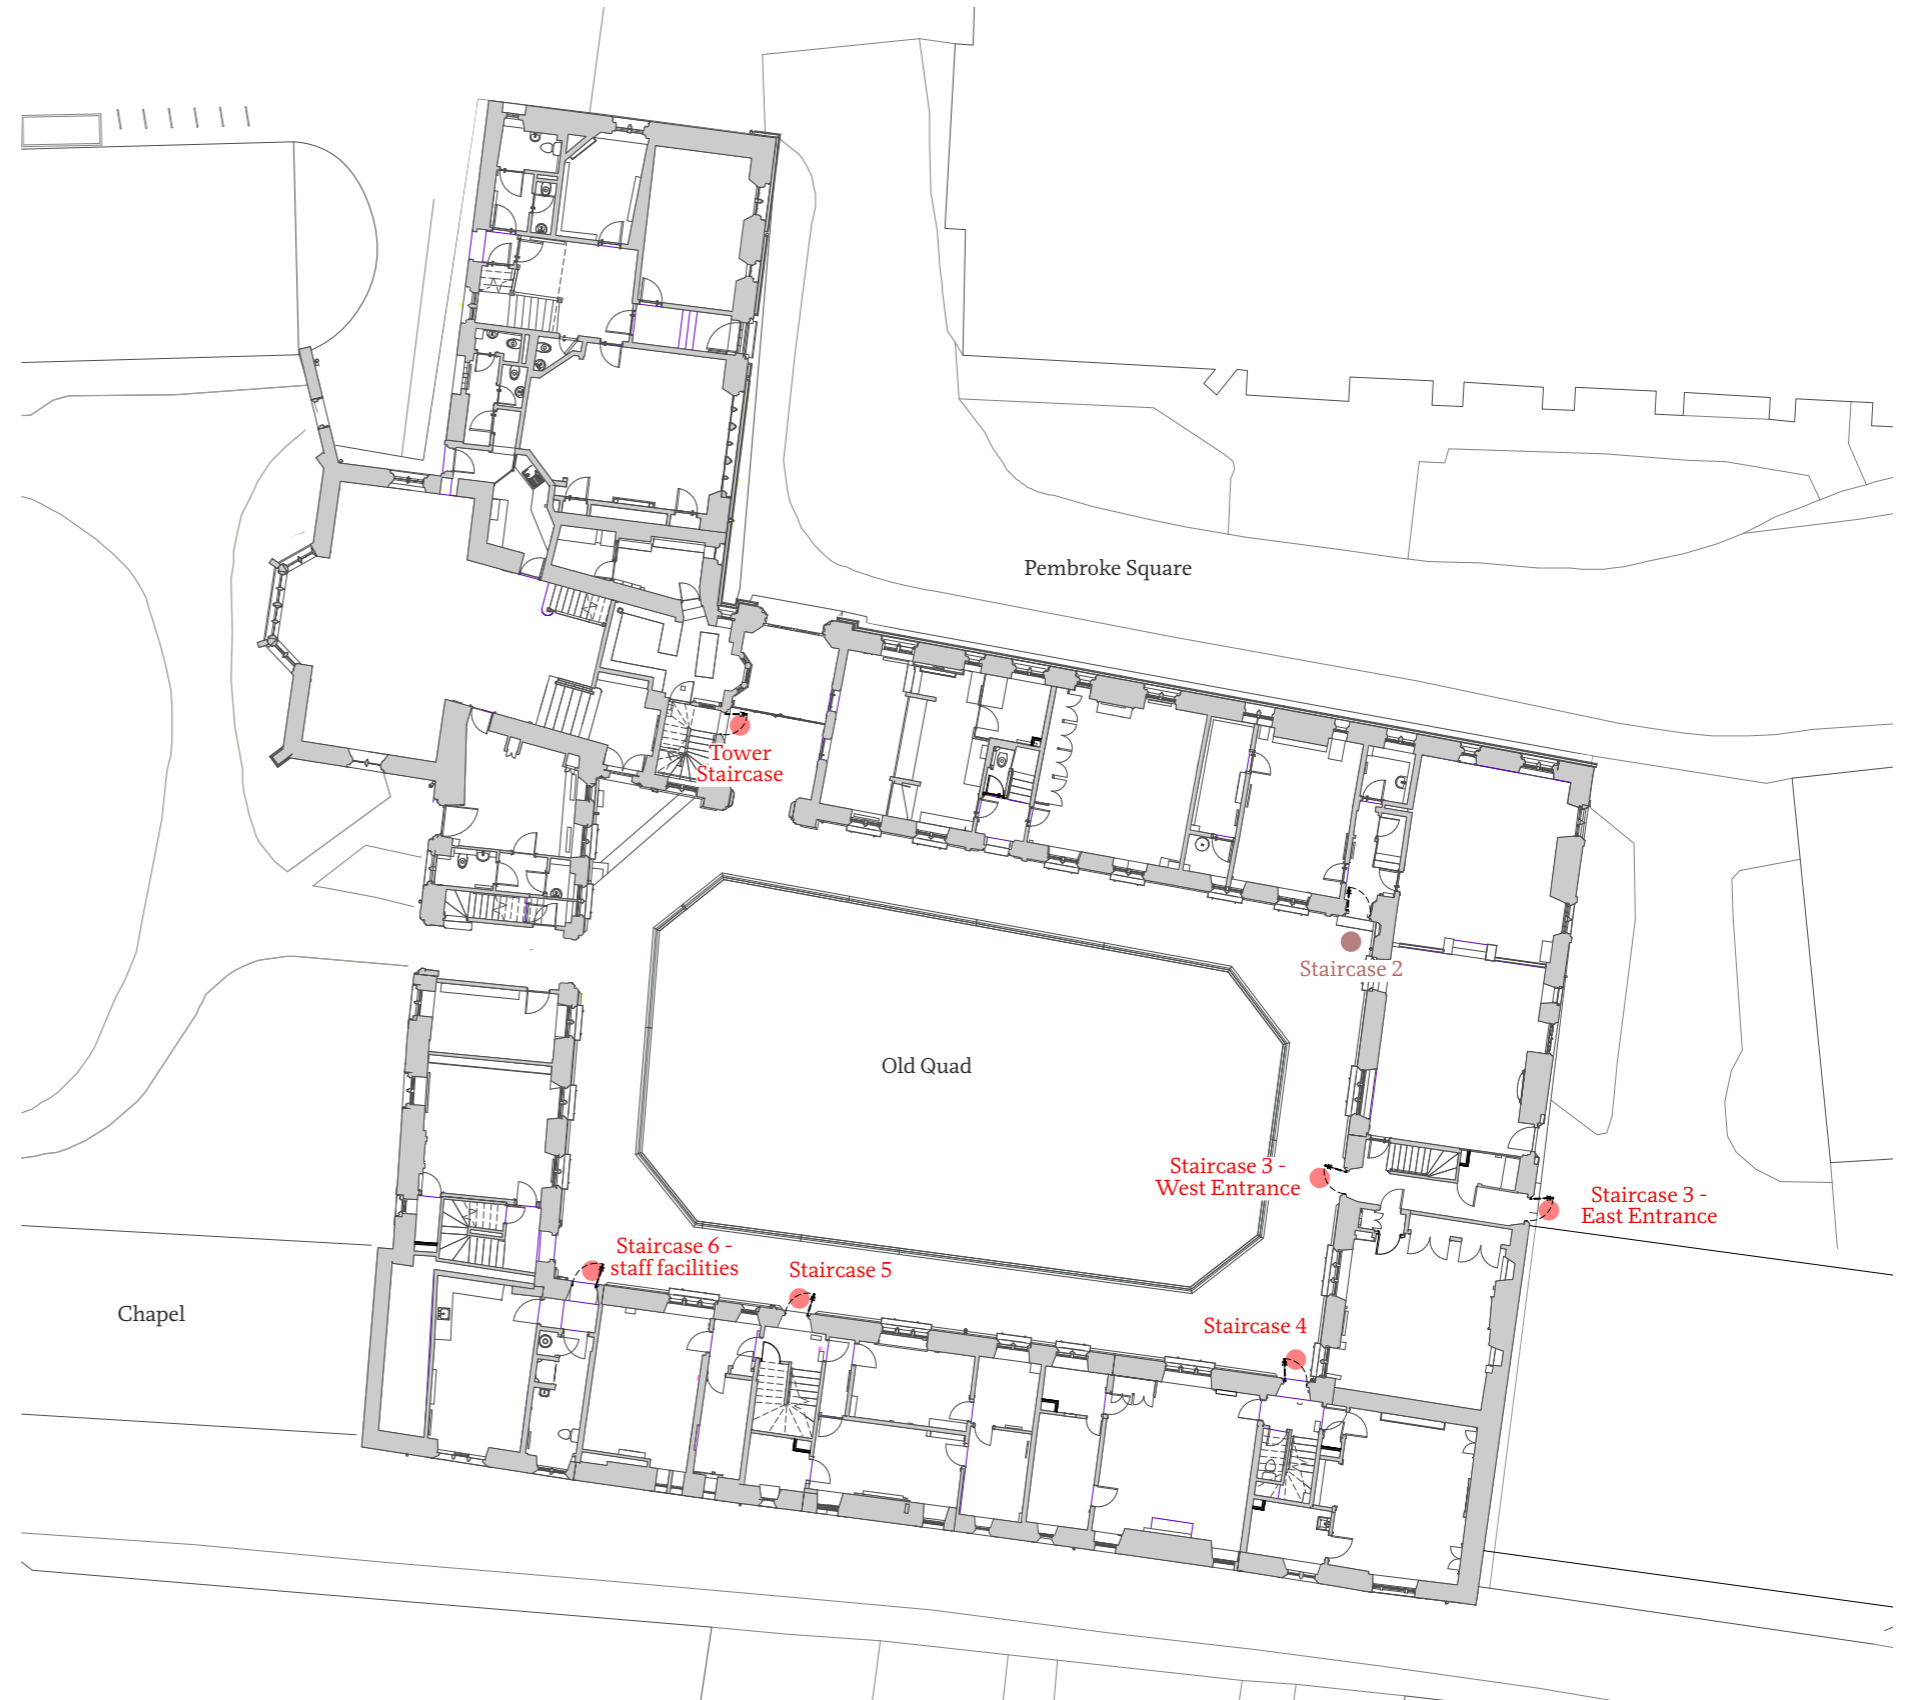 Pembroke Square
Tower
Staircase
Staircase 2
Old Quad
Staircase 3 -
West Entrance
Staircase 3 -
East Entrance
Staircase 6 -
staff facilities
Staircase 5
Chapel
Staircase 4